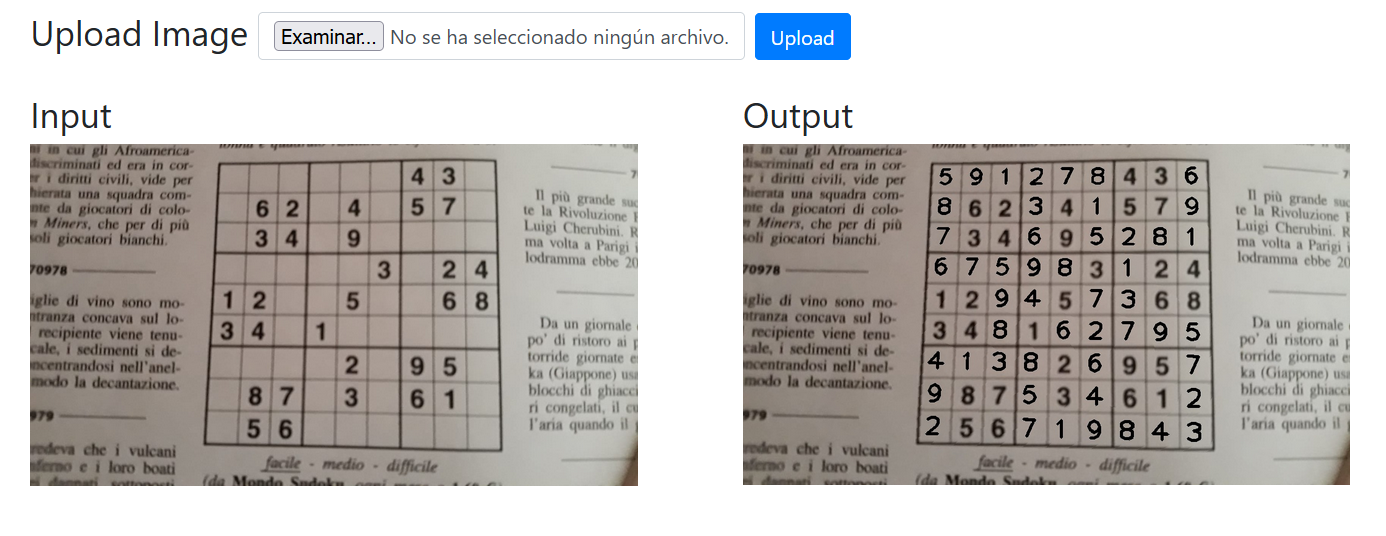 Upload Image Examinar... No se ha seleccionado ningún archivo. Upload
Input
in cui gli Afroamerica-
discriminati ed era in cor-
er i diritti civili, vide per
hierata una squadra com-
nte da giocatori di colo-
n Miners, che per di più
soli giocatori bianchi.
70978
iglie di vino sono mo-
ntranza concava sul lo-
recipiente viene tenu-
cale, i sedimenti si de-
ncentrandosi nell'anel-
modo la decantazione.
979
vedeva che i vulcani
nferno e i loro boati
4 3
6 2 4 5 7
3 4 9
3 2 4
1 2 5 6 8
3 4 1
2 9 5
8 7 3 6 1
5 6
facile - medio - difficile
(da Mondo Sudoku
7
Il più grande suc
te la Rivoluzione
Luigi Cherubini. R
ma volta a Parigi i
lodramma ebbe 20
Da un giornale
po' di ristoro ai p
torride giornate e
ka (Giappone) usa
blocchi di ghiacci
ri congelati, il cu
l'aria quando il
Output
in cui gli Afroamerica-
discriminati ed era in cor-
er i diritti civili, vide per
hierata una squadra com-
nte da giocatori di colo-
n Miners, che per di più
soli giocatori bianchi.
70978
iglie di vino sono mo-
ntranza concava sul lo-
recipiente viene tenu-
cale, i sedimenti si de-
ncentrandosi nell'anel-
modo la decantazione.
979
vedeva che i vulcani
nferno e i loro boati
5 9 1 2 7 8 4 3 6
8 6 2 3 4 1 5 7 9
7 3 4 6 9 5 2 8 1
6 7 5 9 8 3 1 2 4
1 2 9 4 5 7 3 6 8
3 4 8 1 6 2 7 9 5
4 1 3 8 2 6 9 5 7
9 8 7 5 3 4 6 1 2
2 5 6 7 1 9 8 4 3
facile - medio - difficile
(da Mondo Sudoku
7
Il più grande suc
te la Rivoluzione
Luigi Cherubini. R
ma volta a Parigi i
lodramma ebbe 20
Da un giornale
po' di ristoro ai p
torride giornate e
ka (Giappone) usa
blocchi di ghiacci
ri congelati, il cu
l'aria quando il